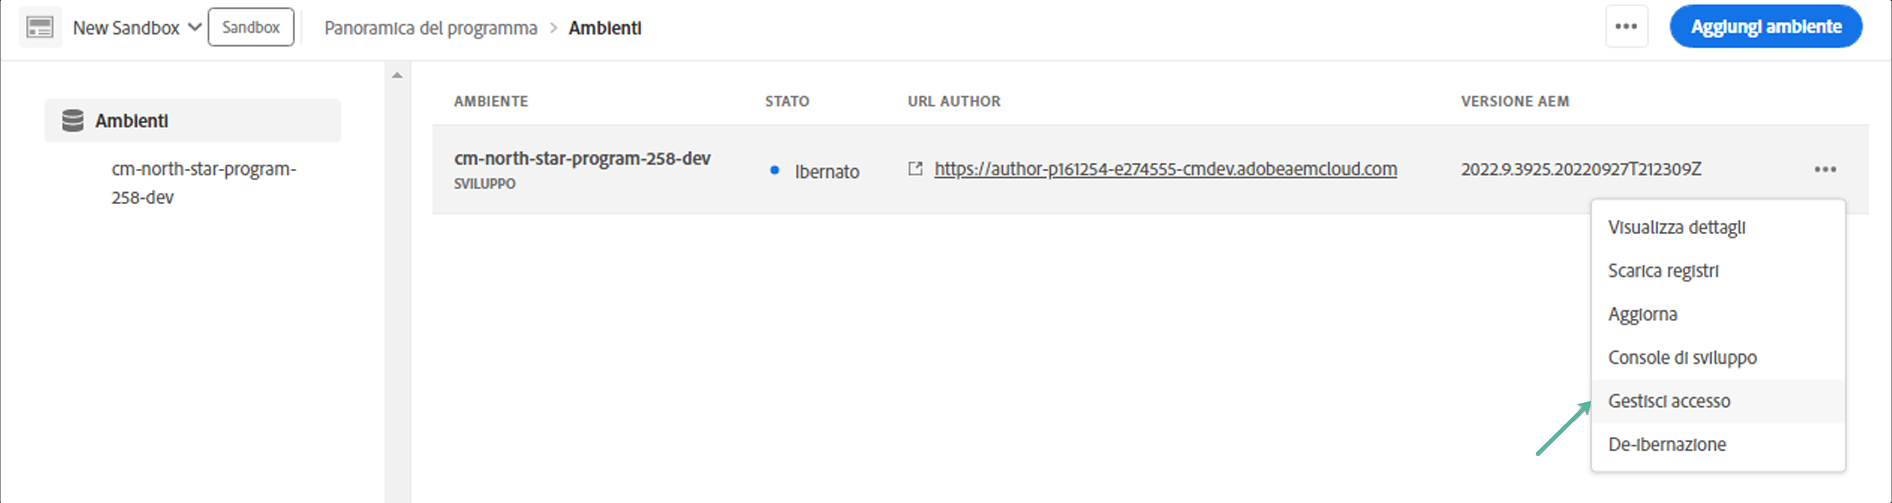 New Sandbox Sandbox Panoramica del programma > Ambienti ••• Aggiungi ambiente
Ambienti
cm-north-star-program-
258-dev
AMBIENTE STATO URL AUTHOR VERSIONE AEM
cm-north-star-program-258-dev Ibernato https://author-p161254-e274555-cmdev.adobeaemcloud.com 2022.9.3925.20220927T212309Z •••
SVILUPPO
Visualizza dettagli
Scarica registri
Aggiorna
Console di sviluppo
Gestisci accesso
De-ibernazione